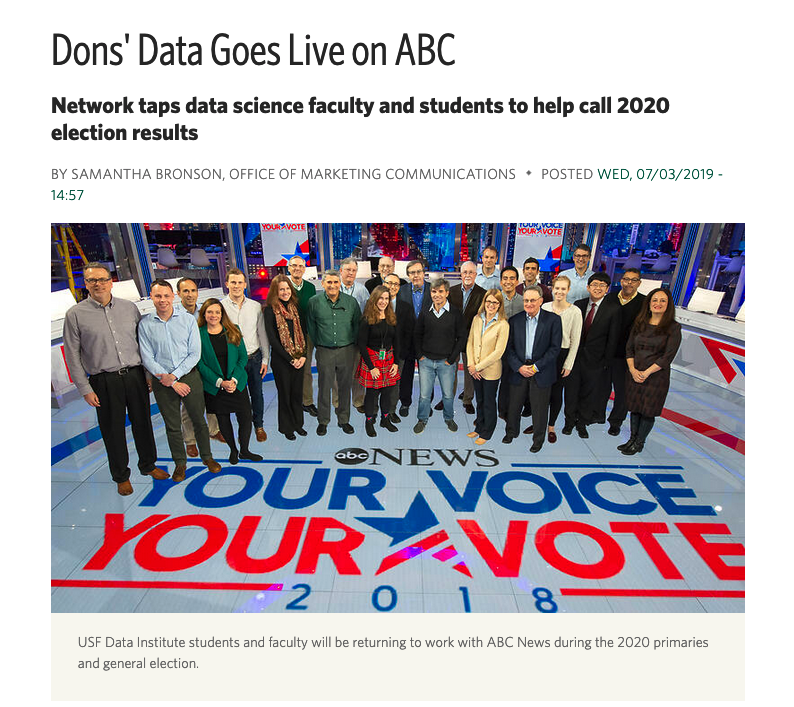 Dons' Data Goes Live on ABC
Network taps data science faculty and students to help call 2020
election results
BY SAMANTHA BRONSON, OFFICE OF MARKETING COMMUNICATIONS ◆ POSTED WED, 07/03/2019 -
14:57
YOUR VOTE
YOUR VOICE
YOUR VOTE
abc NEWS
YOUR VOICE
YOUR VOTE
2018
USF Data Institute students and faculty will be returning to work with ABC News during the 2020 primaries
and general election.